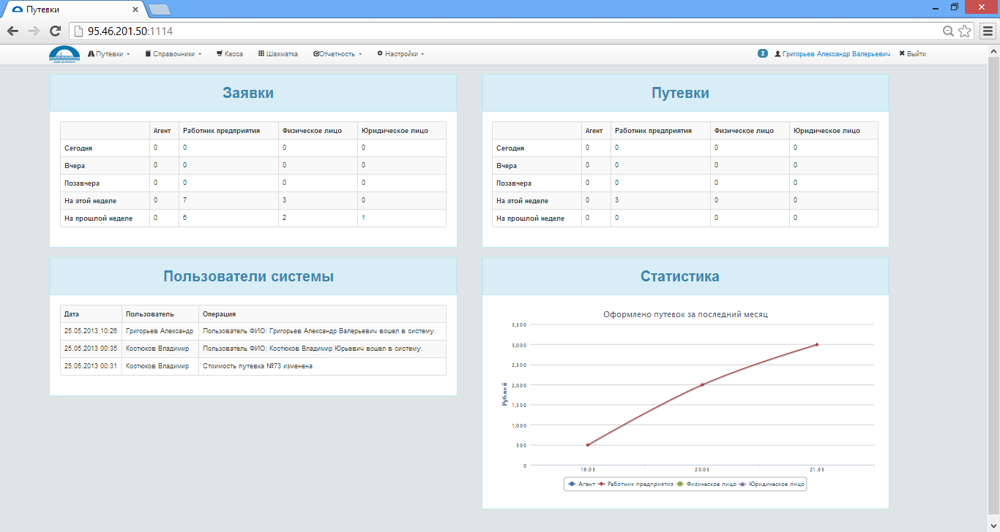 Путевки
95.46.201.50:1114
Путевки Справочники Касса Шахматка Отчетность Настройки 2 Григорьев Александр Валерьевич Выйти
Заявки
Агент Работник предприятия Физическое лицо Юридическое лицо
Сегодня 0 0 0 0
Вчера 0 0 0 0
Позавчера 0 0 0 0
На этой неделе 0 7 3 0
На прошлой неделе 0 6 2 1
Путевки
Агент Работник предприятия Физическое лицо Юридическое лицо
Сегодня 0 0 0 0
Вчера 0 0 0 0
Позавчера 0 0 0 0
На этой неделе 0 3 0 0
На прошлой неделе 0 0 0 0
Пользователи системы
Дата Пользователь Операция
25.05.2013 10:26 Григорьев Александр Пользователь ФИО: Григорьев Александр Валерьевич вошел в систему.
25.05.2013 00:35 Костюков Владимир Пользователь ФИО: Костюков Владимир Юрьевич вошел в систему.
25.05.2013 00:31 Костюков Владимир Стоимость путевка №73 изменена
Статистика
Оформлено путевок за последний месяц
Рублей
3,500
3,000
2,500
2,000
1,500
1,000
500
0
19.05 20.05 21.05
Агент Работник предприятия Физическое лицо Юридическое лицо